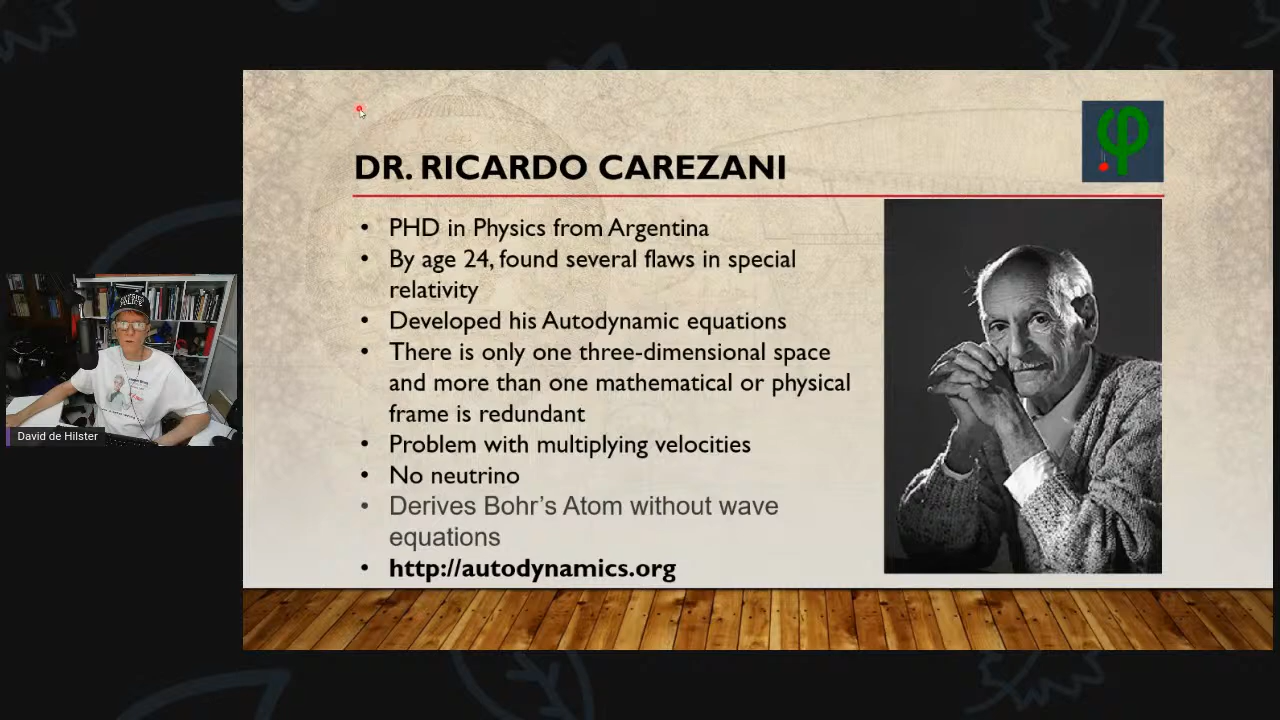 DR. RICARDO CAREZANI
• PHD in Physics from Argentina
• By age 24, found several flaws in special
relativity
• Developed his Autodynamic equations
• There is only one three-dimensional space
and more than one mathematical or physical
frame is redundant
• Problem with multiplying velocities
• No neutrino
• Derives Bohr's Atom without wave
equations
• http://autodynamics.org
David de Hilster